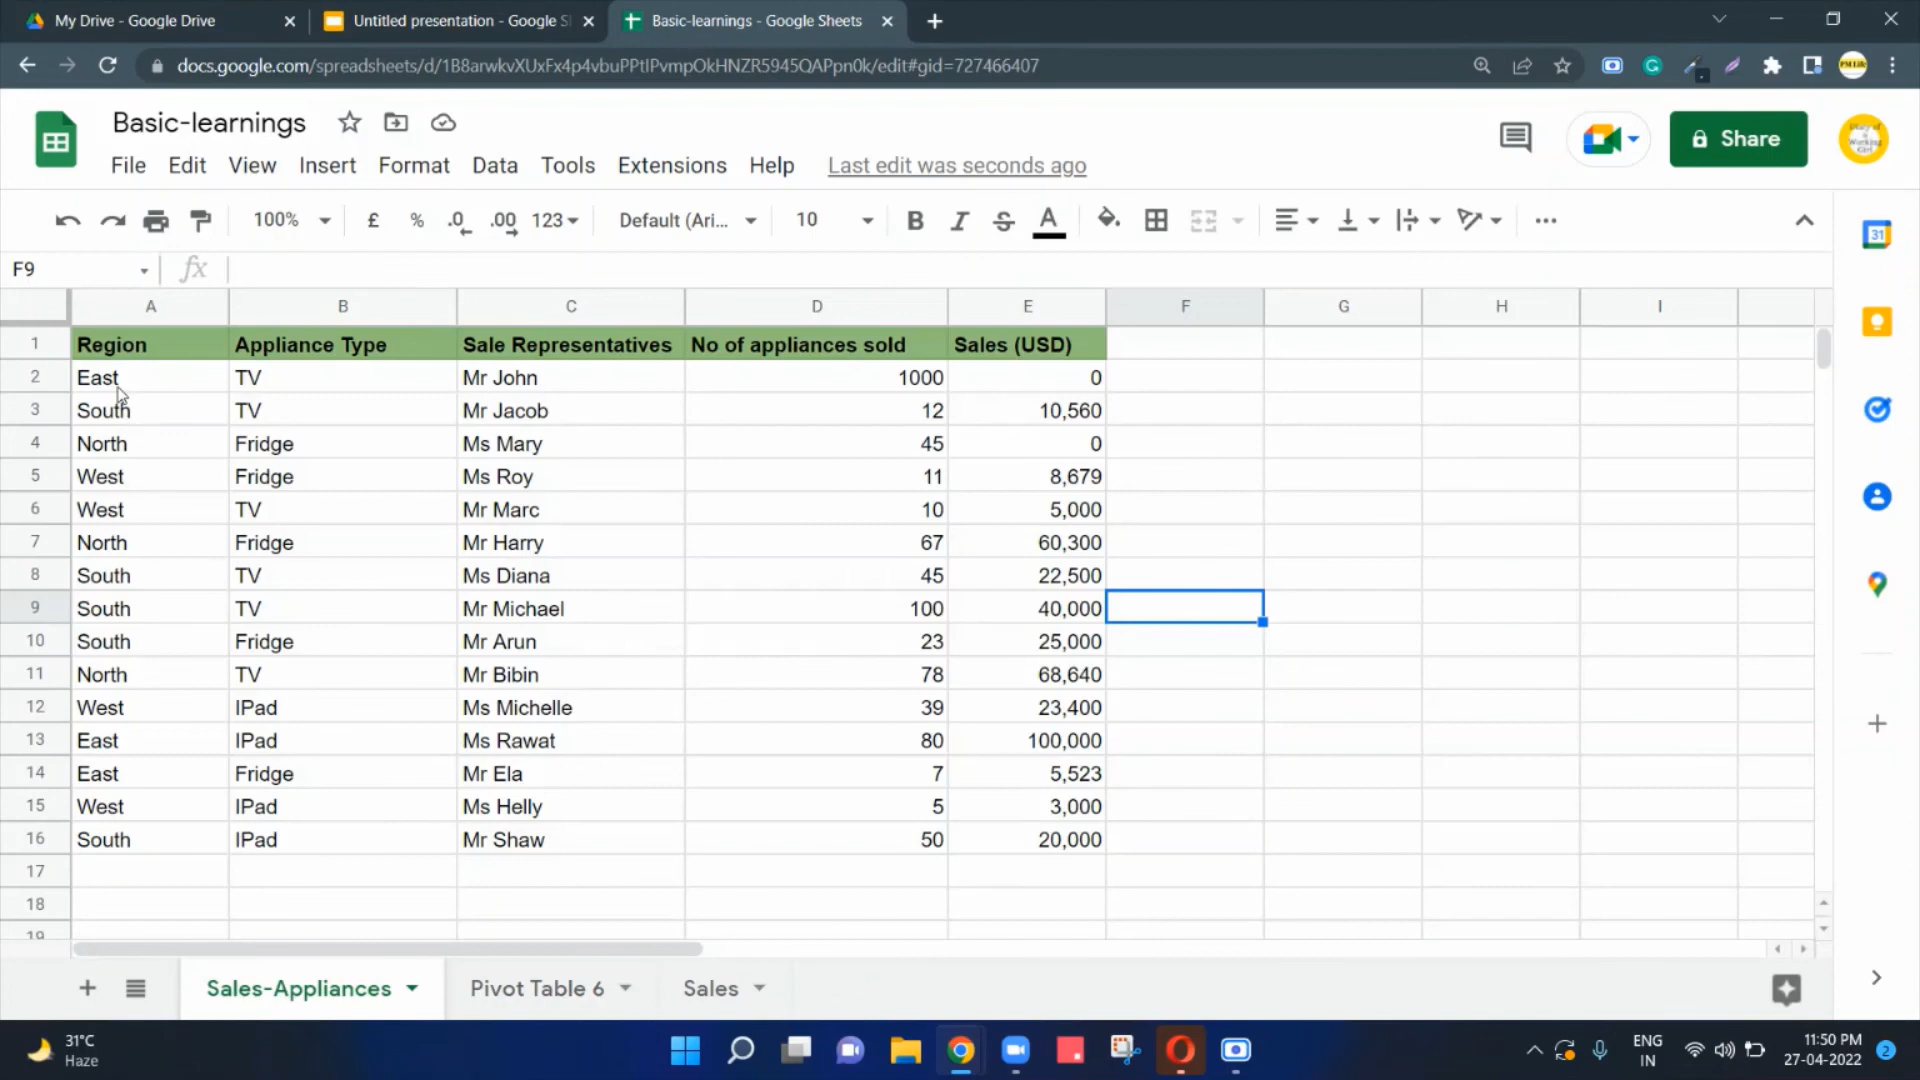 My Drive - Google Drive
Untitled presentation - Google Sl
Basic-learnings - Google Sheets
docs.google.com/spreadsheets/d/1B8arwkvXUxFx4p4vbuPPtIPvmpOkHNZR5945QAPpn0k/edit#gid=727466407
Basic-learnings
Share
File Edit View Insert Format Data Tools Extensions Help Last edit was seconds ago
100% £ % .0 .00 123 Default (Ari... 10 B I S A
F9 fx
A B C D E F G H I
1 Region Appliance Type Sale Representatives No of appliances sold Sales (USD)
2 East TV Mr John 1000 0
3 South TV Mr Jacob 12 10,560
4 North Fridge Ms Mary 45 0
5 West Fridge Ms Roy 11 8,679
6 West TV Mr Marc 10 5,000
7 North Fridge Mr Harry 67 60,300
8 South TV Ms Diana 45 22,500
9 South TV Mr Michael 100 40,000
10 South Fridge Mr Arun 23 25,000
11 North TV Mr Bibin 78 68,640
12 West IPad Ms Michelle 39 23,400
13 East IPad Ms Rawat 80 100,000
14 East Fridge Mr Ela 7 5,523
15 West IPad Ms Helly 5 3,000
16 South IPad Mr Shaw 50 20,000
17
18
19
Sales-Appliances Pivot Table 6 Sales
31°C
Haze
ENG
IN
11:50 PM
27-04-2022
2